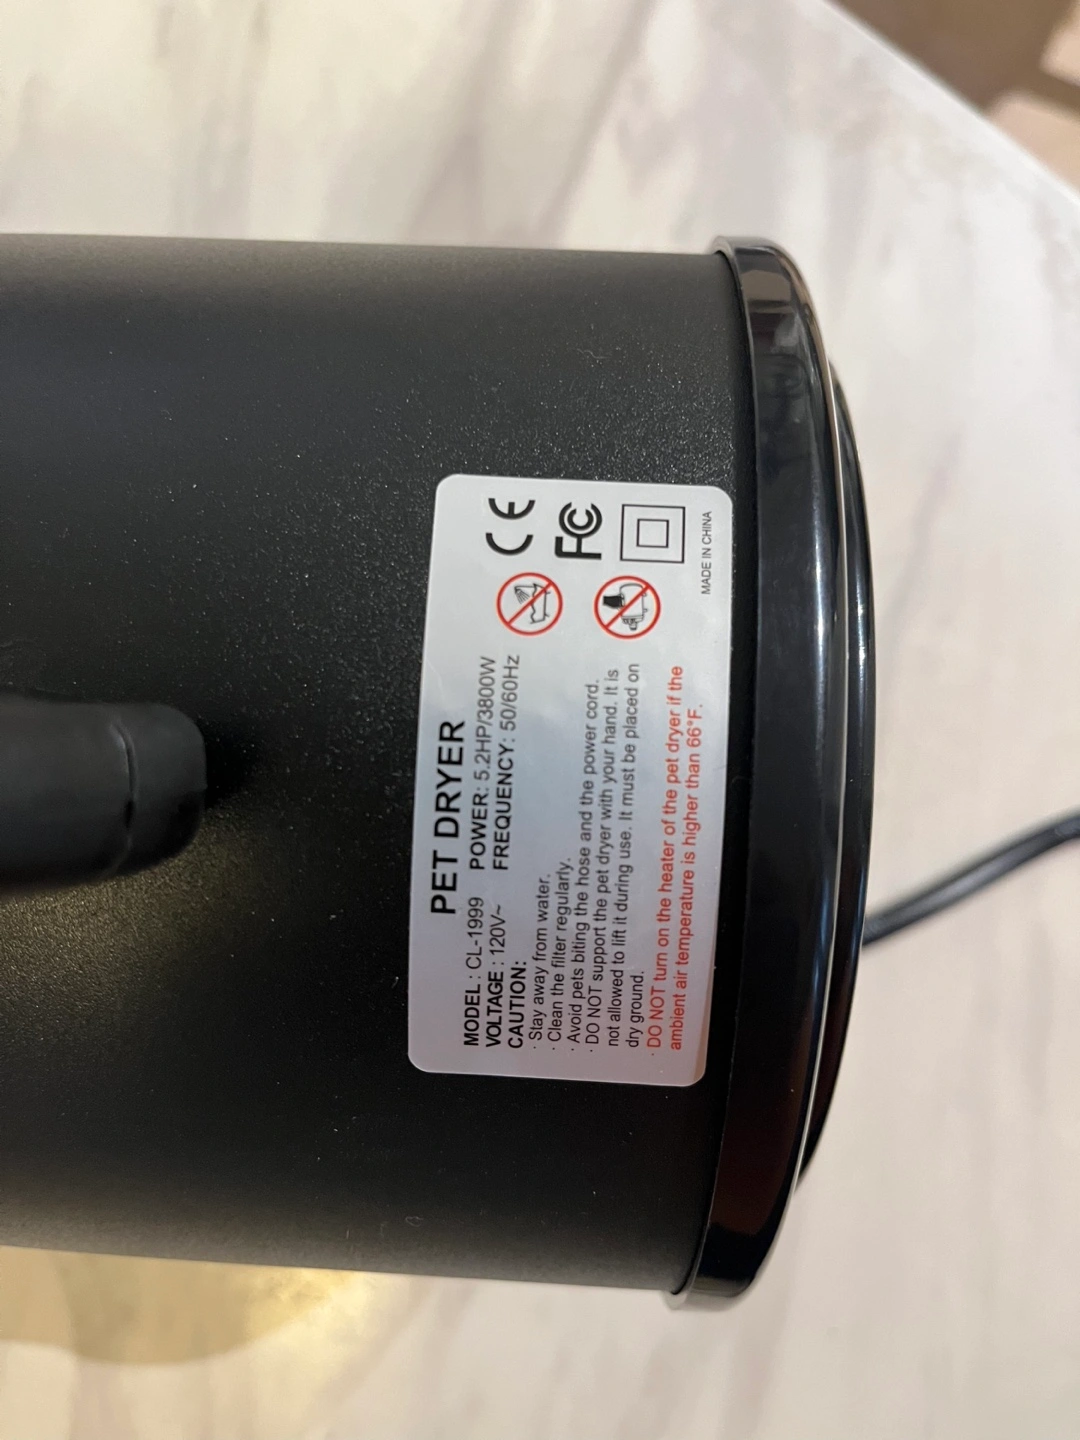 PET DRYER
MODEL : CL-1999 POWER: 5.2HP/3800W
VOLTAGE : 120V~ FREQUENCY: 50/60Hz
CAUTION:
· Stay away from water.
· Clean the filter regularly.
· Avoid pets biting the hose and the power cord.
· DO NOT support the pet dryer with your hand. It is
not allowed to lift it during use. It must be placed on
dry ground.
· DO NOT turn on the heater of the pet dryer if the
ambient air temperature is higher than 66°F.
CE
FC
MADE IN CHINA